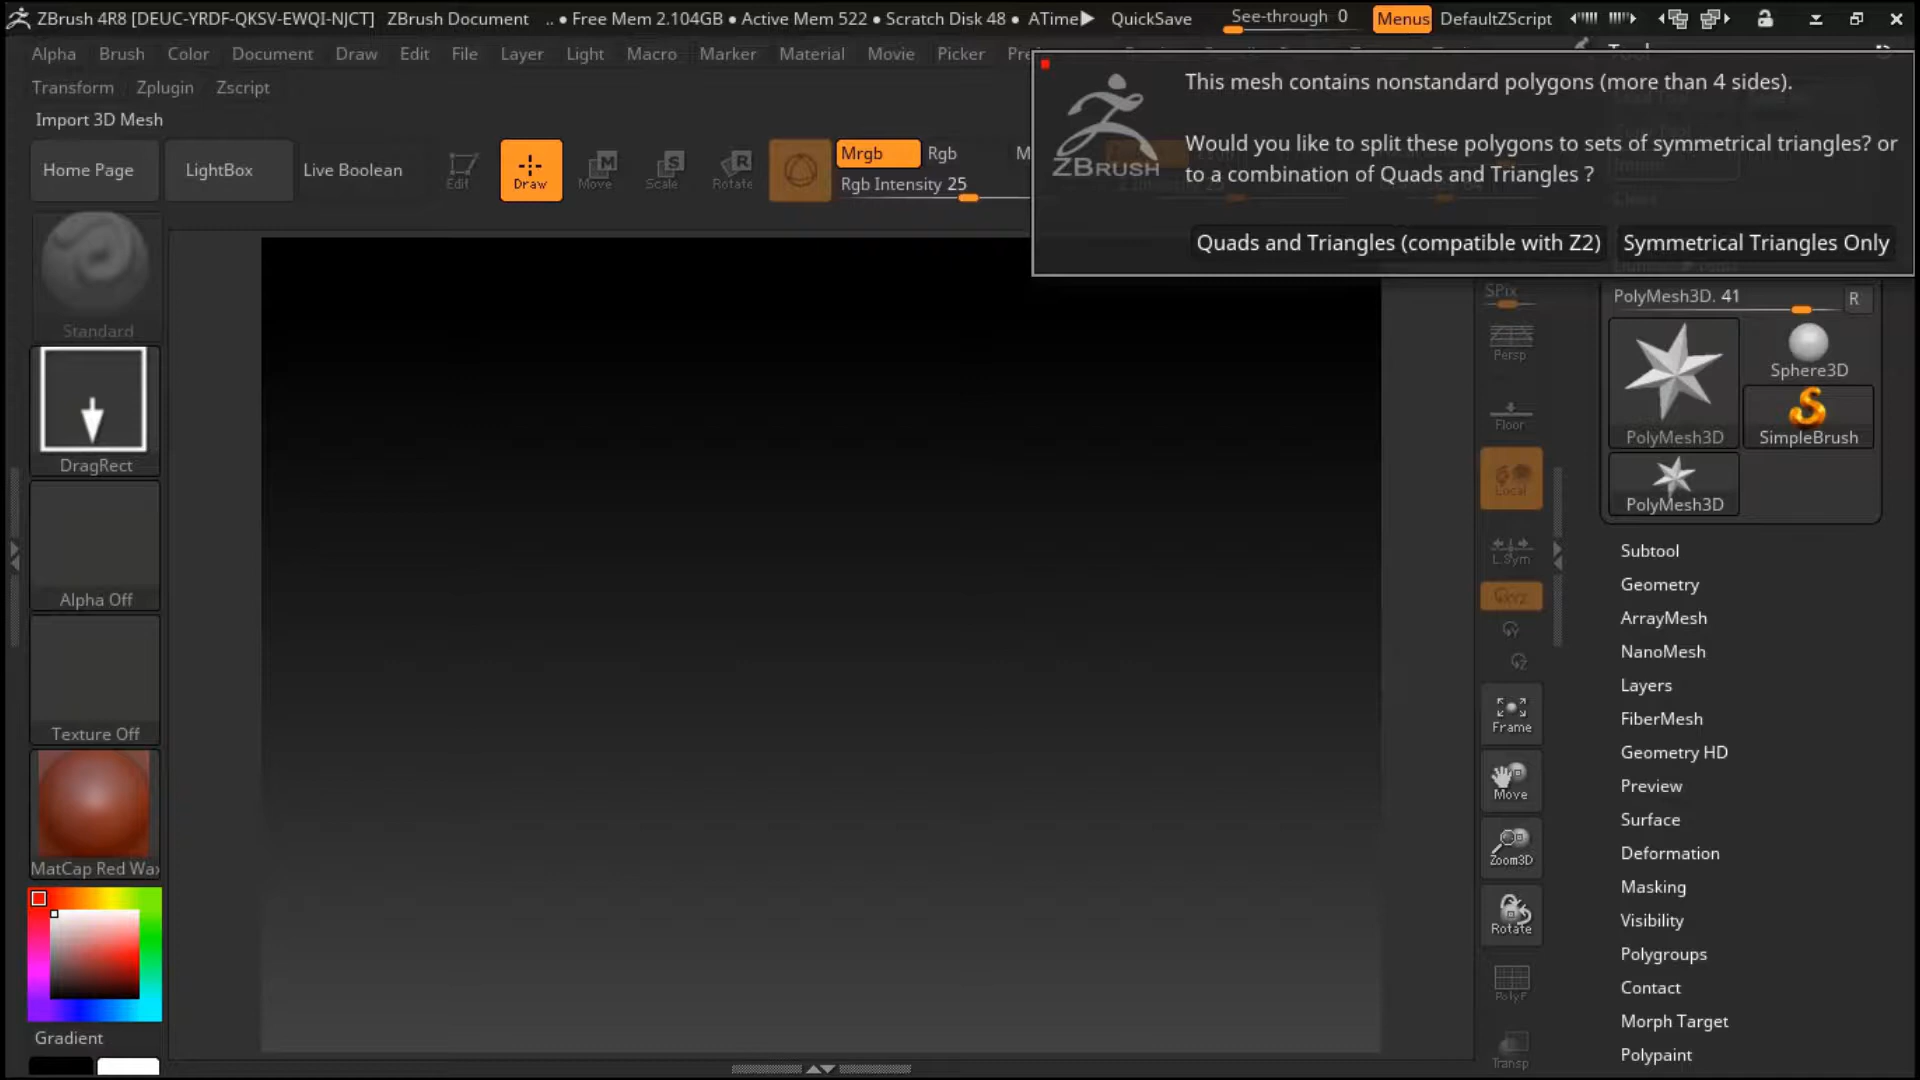 ZBrush 4R8 [DEUC-YRDF-QKSV-EWQI-NJCT] ZBrush Document .. ● Free Mem 2.104GB ● Active Mem 522 ● Scratch Disk 48 ● ATime▶ QuickSave See-through 0 Menus DefaultZScript
Alpha Brush Color Document Draw Edit File Layer Light Macro Marker Material Movie Picker
Transform Zplugin Zscript
Import 3D Mesh
Home Page LightBox Live Boolean Edit Draw Move Scale Rotate Mrgb Rgb M
Rgb Intensity 25
This mesh contains nonstandard polygons (more than 4 sides).
Would you like to split these polygons to sets of symmetrical triangles? or
to a combination of Quads and Triangles ?
ZBRUSH
Quads and Triangles (compatible with Z2) Symmetrical Triangles Only
Standard
DragRect
Alpha Off
Texture Off
MatCap Red Wax
Gradient
SPix
Persp
Floor
Local
L.Sym
Frame
Move
Zoom3D
Rotate
PolyF
Transp
PolyMesh3D. 41 R
PolyMesh3D
Sphere3D
SimpleBrush
PolyMesh3D
Subtool
Geometry
ArrayMesh
NanoMesh
Layers
FiberMesh
Geometry HD
Preview
Surface
Deformation
Masking
Visibility
Polygroups
Contact
Morph Target
Polypaint